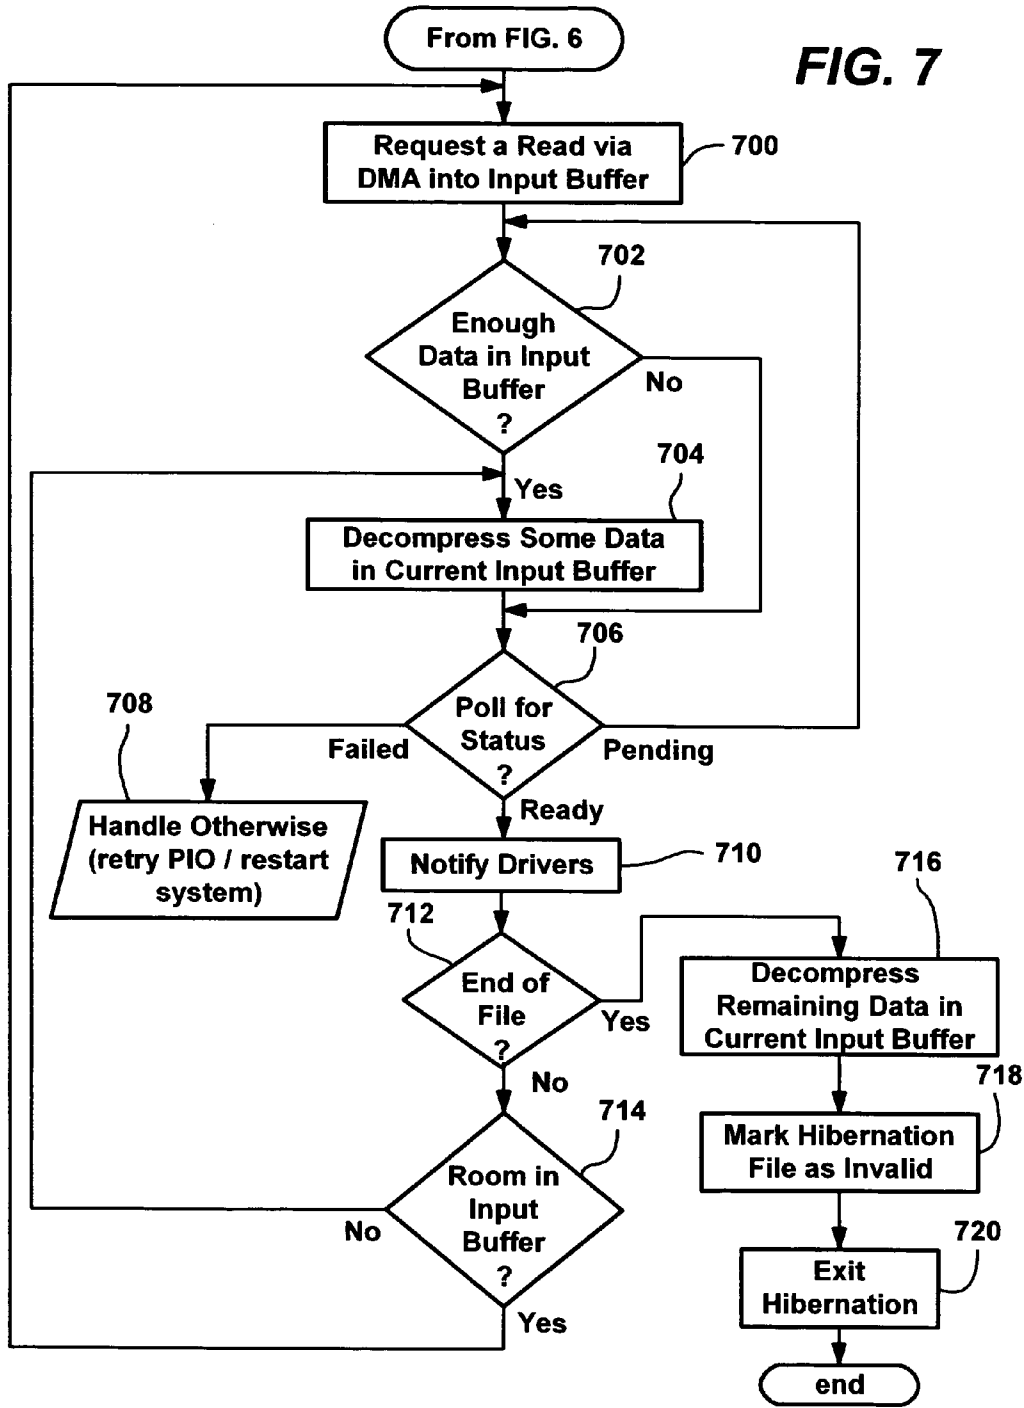 From FIG. 6
FIG. 7
Request a Read via
DMA into Input Buffer
700
702
Enough
Data in Input
Buffer
?
No
704
Yes
Decompress Some Data
in Current Input Buffer
706
708
Poll for
Status
?
Failed
Pending
Ready
Handle Otherwise
(retry PIO / restart
system)
Notify Drivers
710
712
716
End of
File
?
Yes
Decompress
Remaining Data in
Current Input Buffer
No
718
714
Mark Hibernation
File as Invalid
Room in
Input
Buffer
?
No
Yes
720
Exit
Hibernation
end